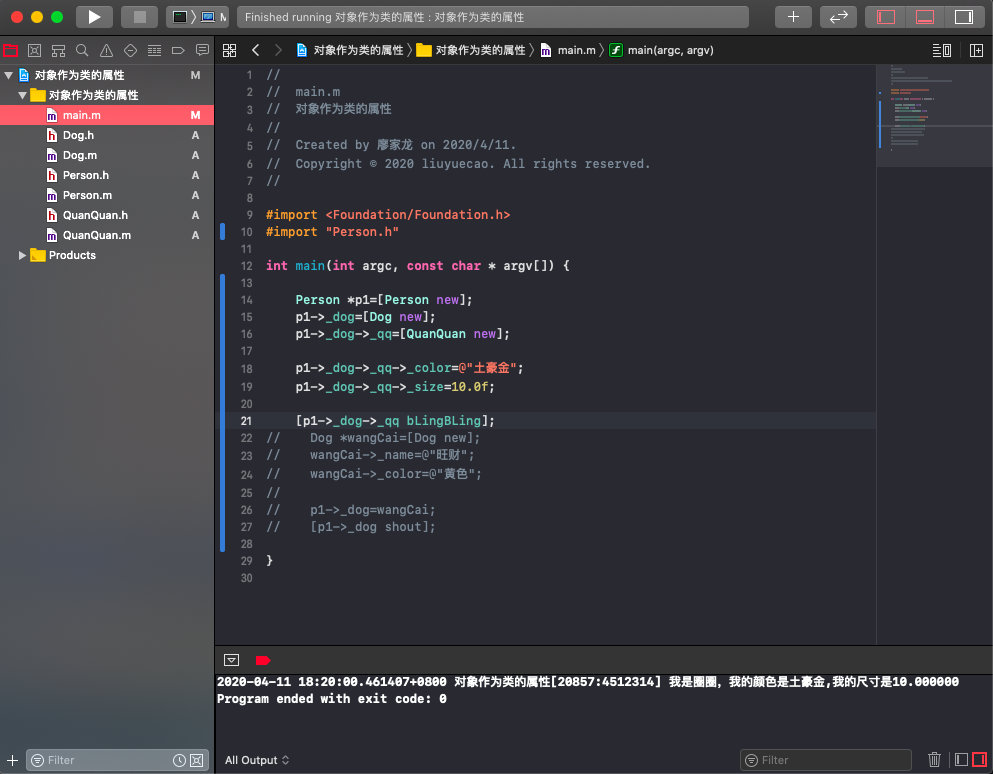 Finished running 对象作为类的属性 : 对象作为类的属性
对象作为类的属性 〉 对象作为类的属性 〉 main.m 〉 main(argc, argv)
对象作为类的属性 M
对象作为类的属性
main.m M
Dog.h A
Dog.m A
Person.h A
Person.m A
QuanQuan.h A
QuanQuan.m A
Products
1 //
2 //  main.m
3 //  对象作为类的属性
4 //
5 //  Created by 廖家龙 on 2020/4/11.
6 //  Copyright © 2020 liuyuecao. All rights reserved.
7 //
8
9 #import <Foundation/Foundation.h>
10 #import "Person.h"
11
12 int main(int argc, const char * argv[]) {
13
14     Person *p1=[Person new];
15     p1->_dog=[Dog new];
16     p1->_dog->_qq=[QuanQuan new];
17
18     p1->_dog->_qq->_color=@"土豪金";
19     p1->_dog->_qq->_size=10.0f;
20
21     [p1->_dog->_qq bLingBLing];
22 //    Dog *wangCai=[Dog new];
23 //    wangCai->_name=@"旺财";
24 //    wangCai->_color=@"黄色";
25 //
26 //    p1->_dog=wangCai;
27 //    [p1->_dog shout];
28
29 }
30
2020-04-11 18:20:00.461407+0800 对象作为类的属性[20857:4512314] 我是圈圈，我的颜色是土豪金,我的尺寸是10.000000
Program ended with exit code: 0
Filter
All Output
Filter